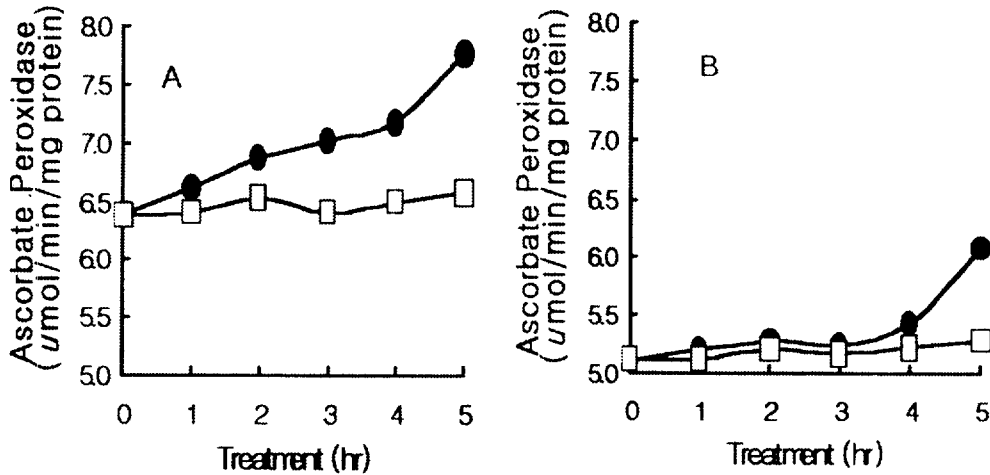 Ascorbate Peroxidase
(umol/min/mg protein)
8.0
7.5
7.0
6.5
6.0
5.0
A
0 1 2 3 4 5
Treatment (hr)
Ascorbate Peroxidase
(umol/min/mg protein)
8.0
7.5
7.0
6.5
6.0
5.5
5.0
B
0 1 2 3 4 5
Treatment (hr)